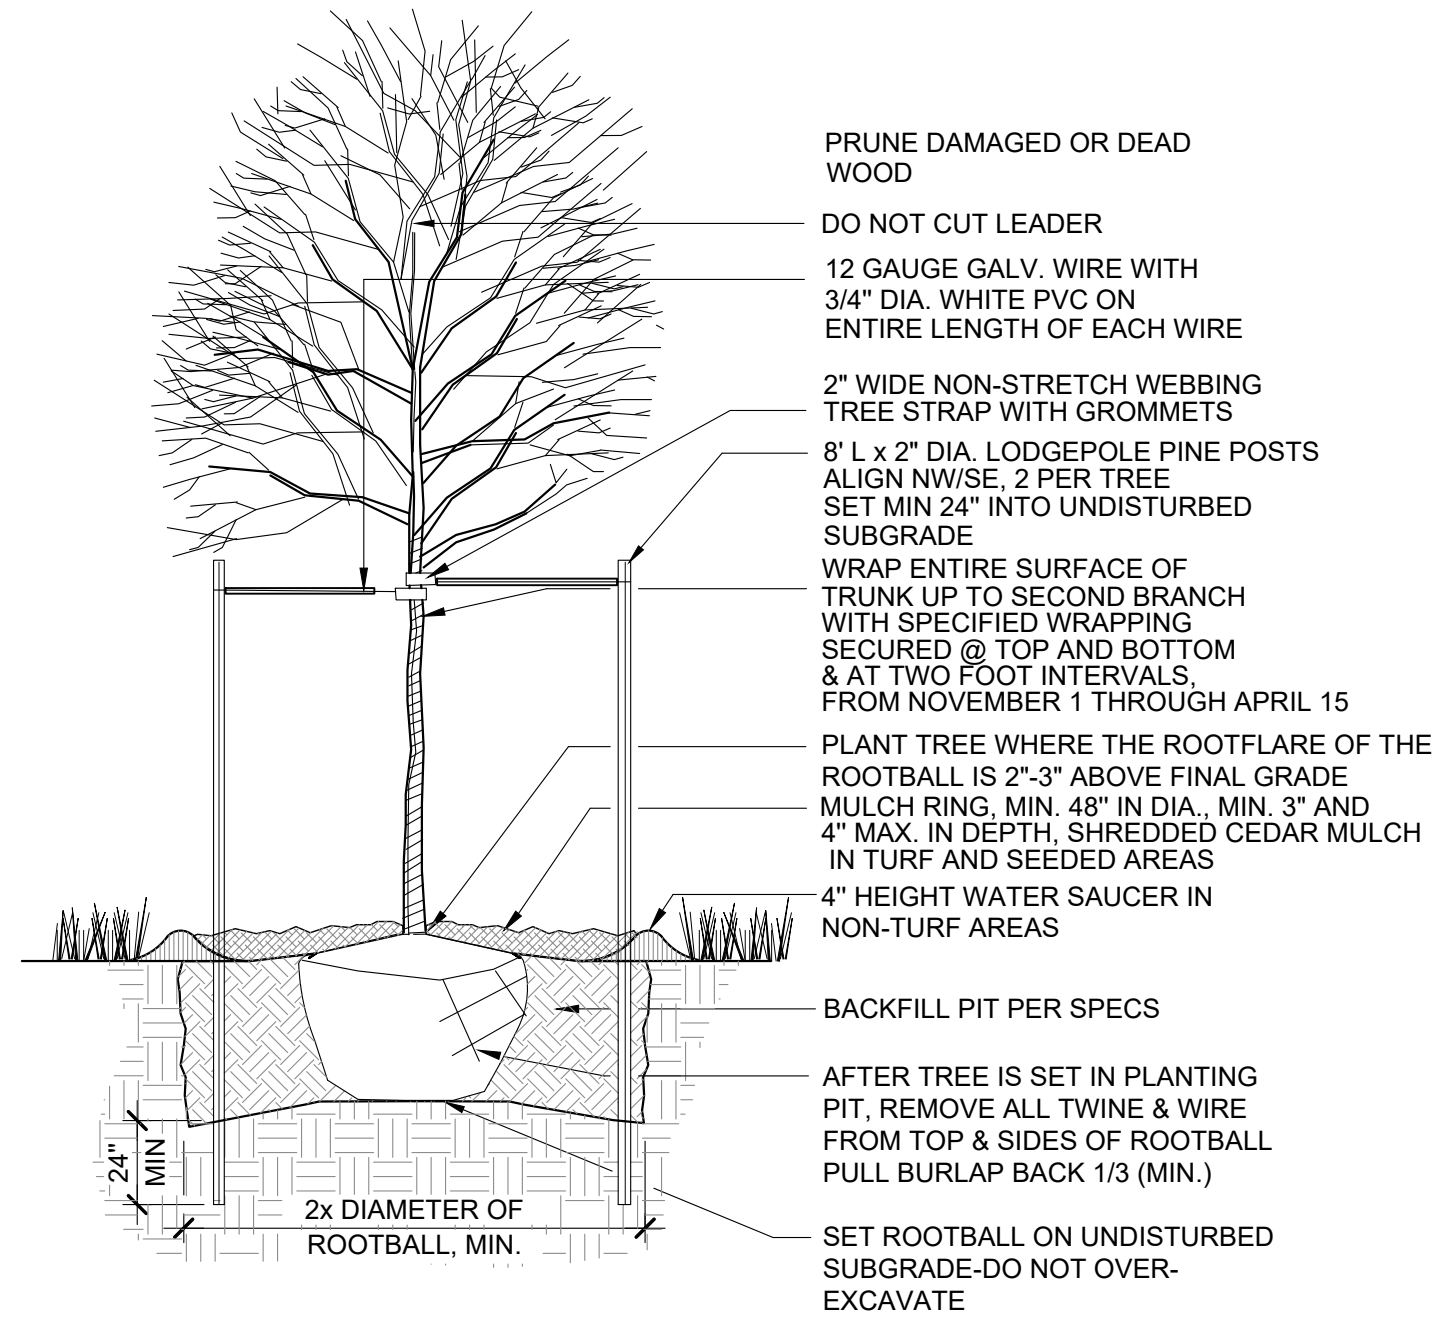 PRUNE DAMAGED OR DEAD
WOOD
DO NOT CUT LEADER
12 GAUGE GALV. WIRE WITH
3/4" DIA. WHITE PVC ON
ENTIRE LENGTH OF EACH WIRE
2" WIDE NON-STRETCH WEBBING
TREE STRAP WITH GROMMETS
8' L x 2" DIA. LODGEPOLE PINE POSTS
ALIGN NW/SE, 2 PER TREE
SET MIN 24" INTO UNDISTURBED
SUBGRADE
WRAP ENTIRE SURFACE OF
TRUNK UP TO SECOND BRANCH
WITH SPECIFIED WRAPPING
SECURED @ TOP AND BOTTOM
& AT TWO FOOT INTERVALS,
FROM NOVEMBER 1 THROUGH APRIL 15
PLANT TREE WHERE THE ROOTFLARE OF THE
ROOTBALL IS 2"-3" ABOVE FINAL GRADE
MULCH RING, MIN. 48" IN DIA., MIN. 3" AND
4" MAX. IN DEPTH, SHREDDED CEDAR MULCH
IN TURF AND SEEDED AREAS
4" HEIGHT WATER SAUCER IN
NON-TURF AREAS
BACKFILL PIT PER SPECS
AFTER TREE IS SET IN PLANTING
PIT, REMOVE ALL TWINE & WIRE
FROM TOP & SIDES OF ROOTBALL
PULL BURLAP BACK 1/3 (MIN.)
SET ROOTBALL ON UNDISTURBED
SUBGRADE-DO NOT OVER-
EXCAVATE
24"
MIN
2x DIAMETER OF
ROOTBALL, MIN.